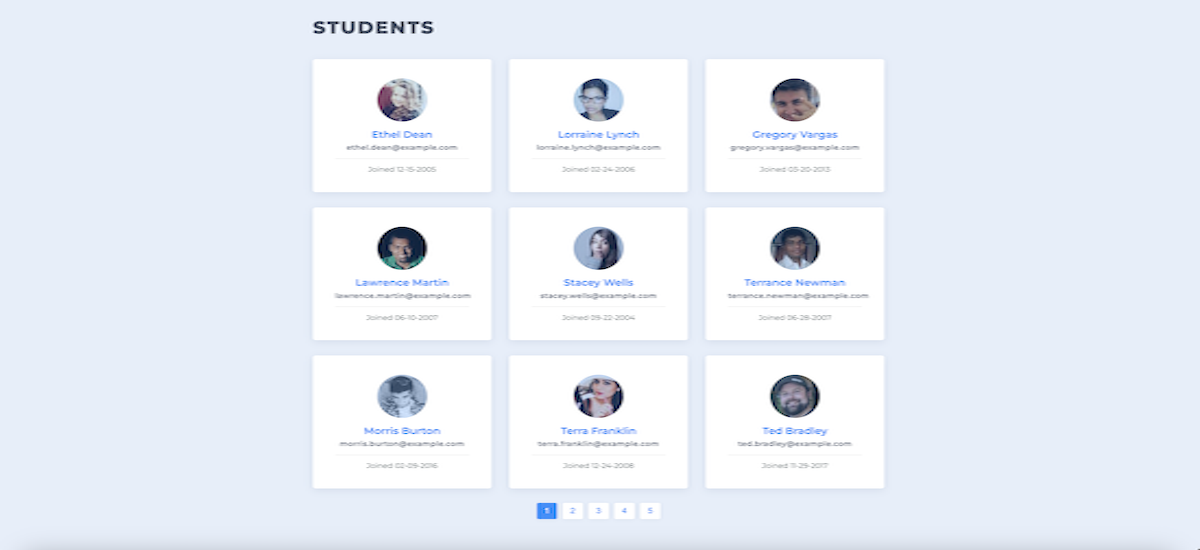 STUDENTS
Ethel Dean
ethel.dean@example.com
Joined 12-15-2005
Lorraine Lynch
lorraine.lynch@example.com
Joined 02-24-2006
Gregory Vargas
gregory.vargas@example.com
Joined 03-20-2013
Lawrence Martin
lawrence.martin@example.com
Joined 06-10-2007
Stacey Wells
stacey.wells@example.com
Joined 09-22-2004
Terrance Newman
terrance.newman@example.com
Joined 06-28-2007
Morris Burton
morris.burton@example.com
Joined 02-09-2016
Terra Franklin
terra.franklin@example.com
Joined 12-24-2008
Ted Bradley
ted.bradley@example.com
Joined 11-29-2017
1 2 3 4 5